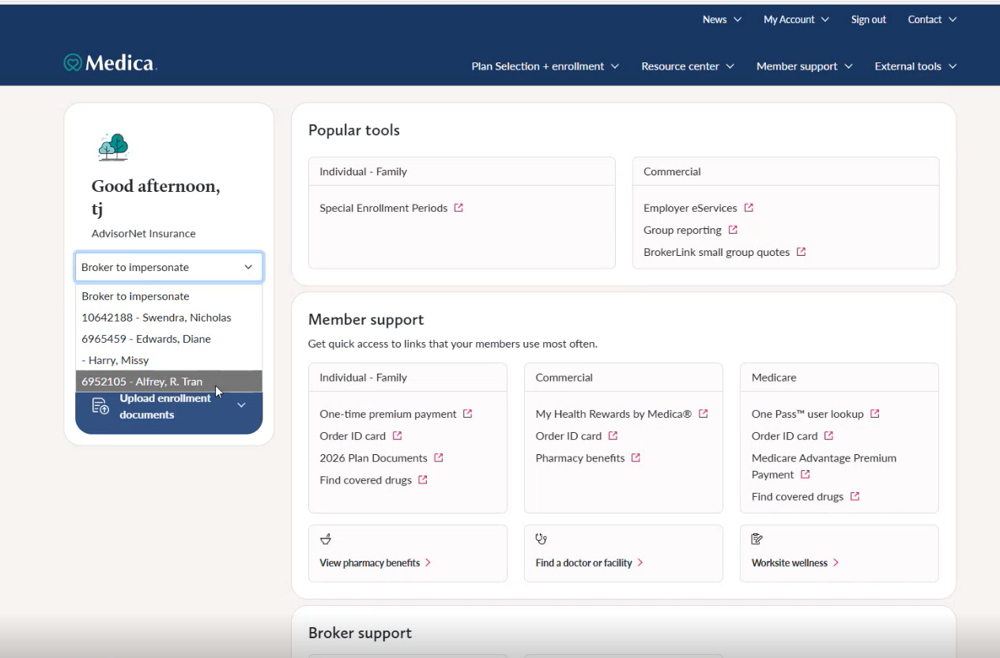 News
My Account
Sign out
Contact
Medica.
Plan Selection + enrollment
Resource center
Member support
External tools
Good afternoon,
tj
AdvisorNet Insurance
Broker to impersonate
Broker to impersonate
10642188 - Swendra, Nicholas
6965459 - Edwards, Diane
- Harry, Missy
6952105 - Alfrey, R. Tran
Upload enrollment
documents
Popular tools
Individual - Family
Special Enrollment Periods
Commercial
Employer eServices
Group reporting
BrokerLink small group quotes
Member support
Get quick access to links that your members use most often.
Individual - Family
One-time premium payment
Order ID card
2026 Plan Documents
Find covered drugs
Commercial
My Health Rewards by Medica®
Order ID card
Pharmacy benefits
Medicare
One Pass™ user lookup
Order ID card
Medicare Advantage Premium
Payment
Find covered drugs
View pharmacy benefits
Find a doctor or facility
Worksite wellness
Broker support